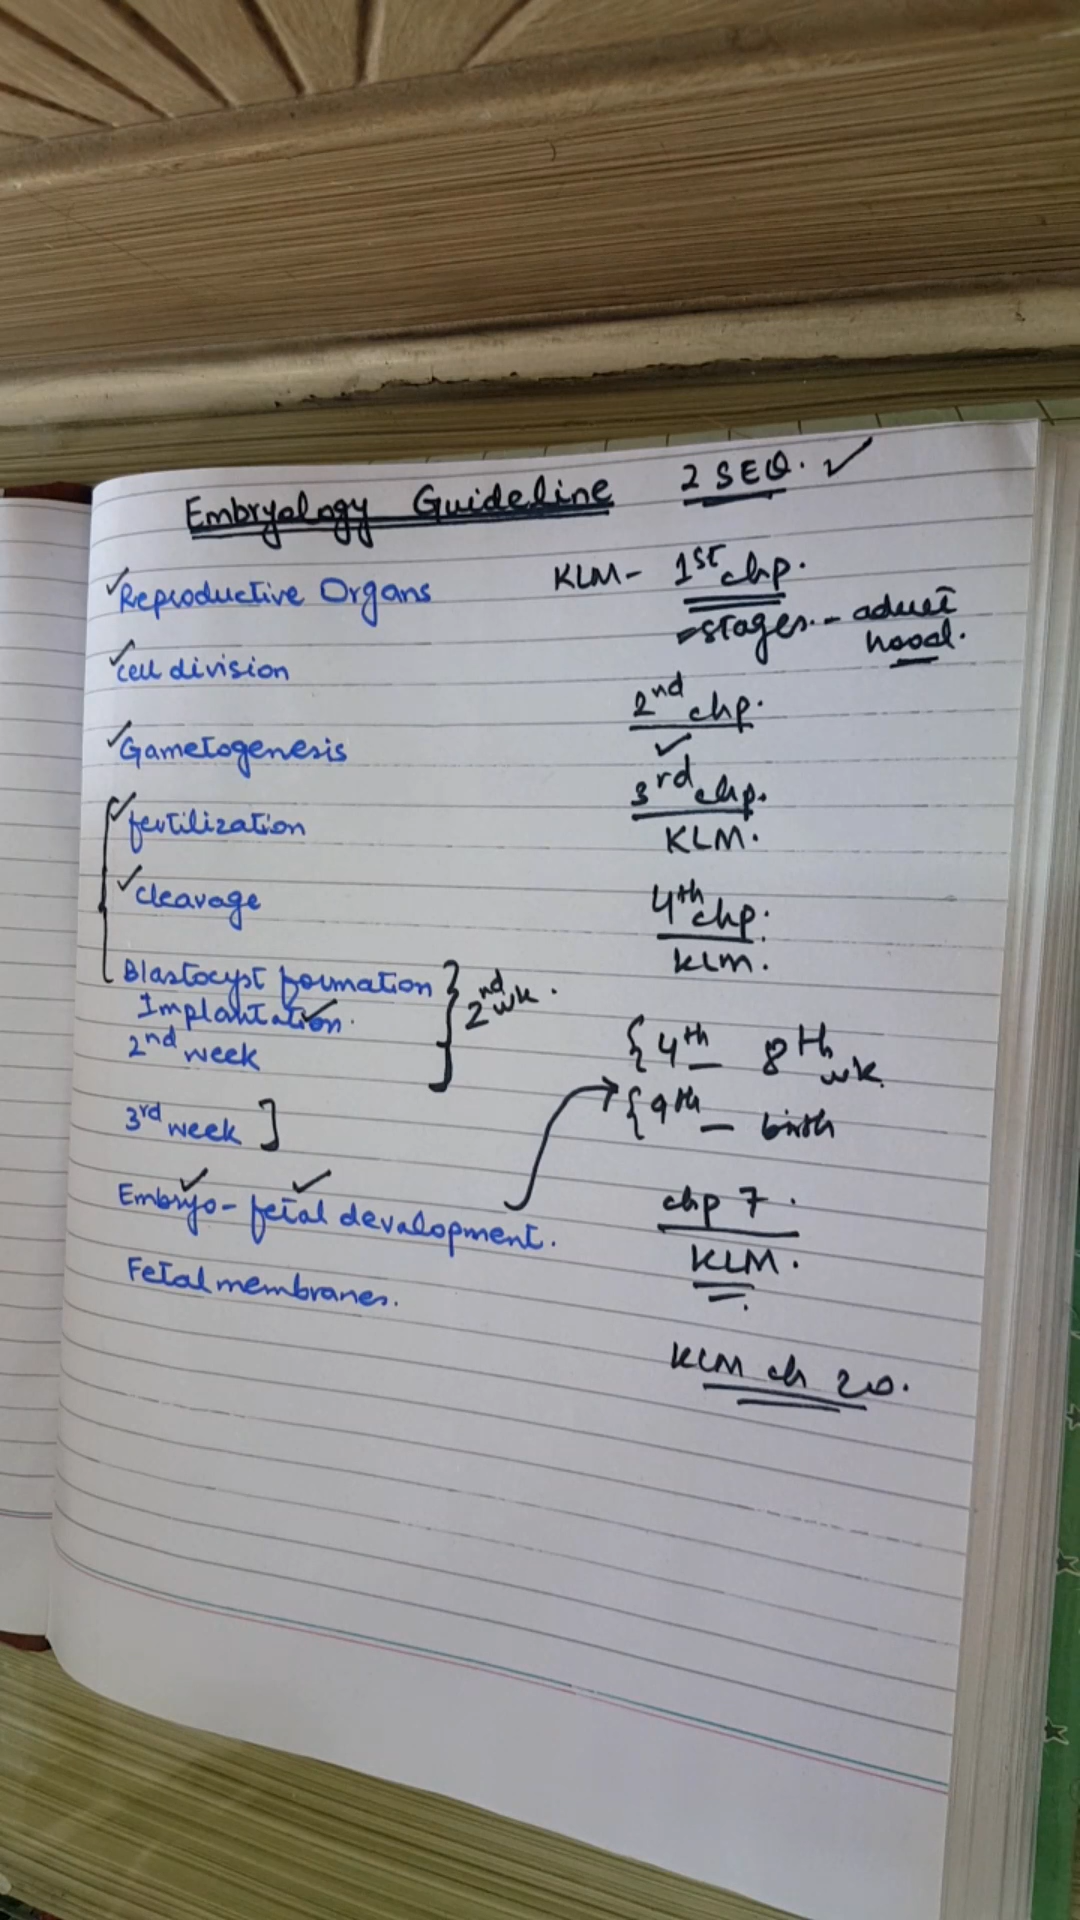 Embryology Guideline 2 SEQ.
Reproductive Organs KLM - 1st chp.
stages. - adult
hood.
cell division
2nd chp.
Gametogenesis
3rd chp.
KLM.
fertilization
cleavage
4th chp.
KLM.
Blastocyst formation
Implantation.
2nd week
2nd wk.
{ 4th — 8th wk.
3rd week ]
{ 9th — birth
Embryo - fetal development.
chp 7.
KLM.
Fetal membranes.
KLM ch 20.